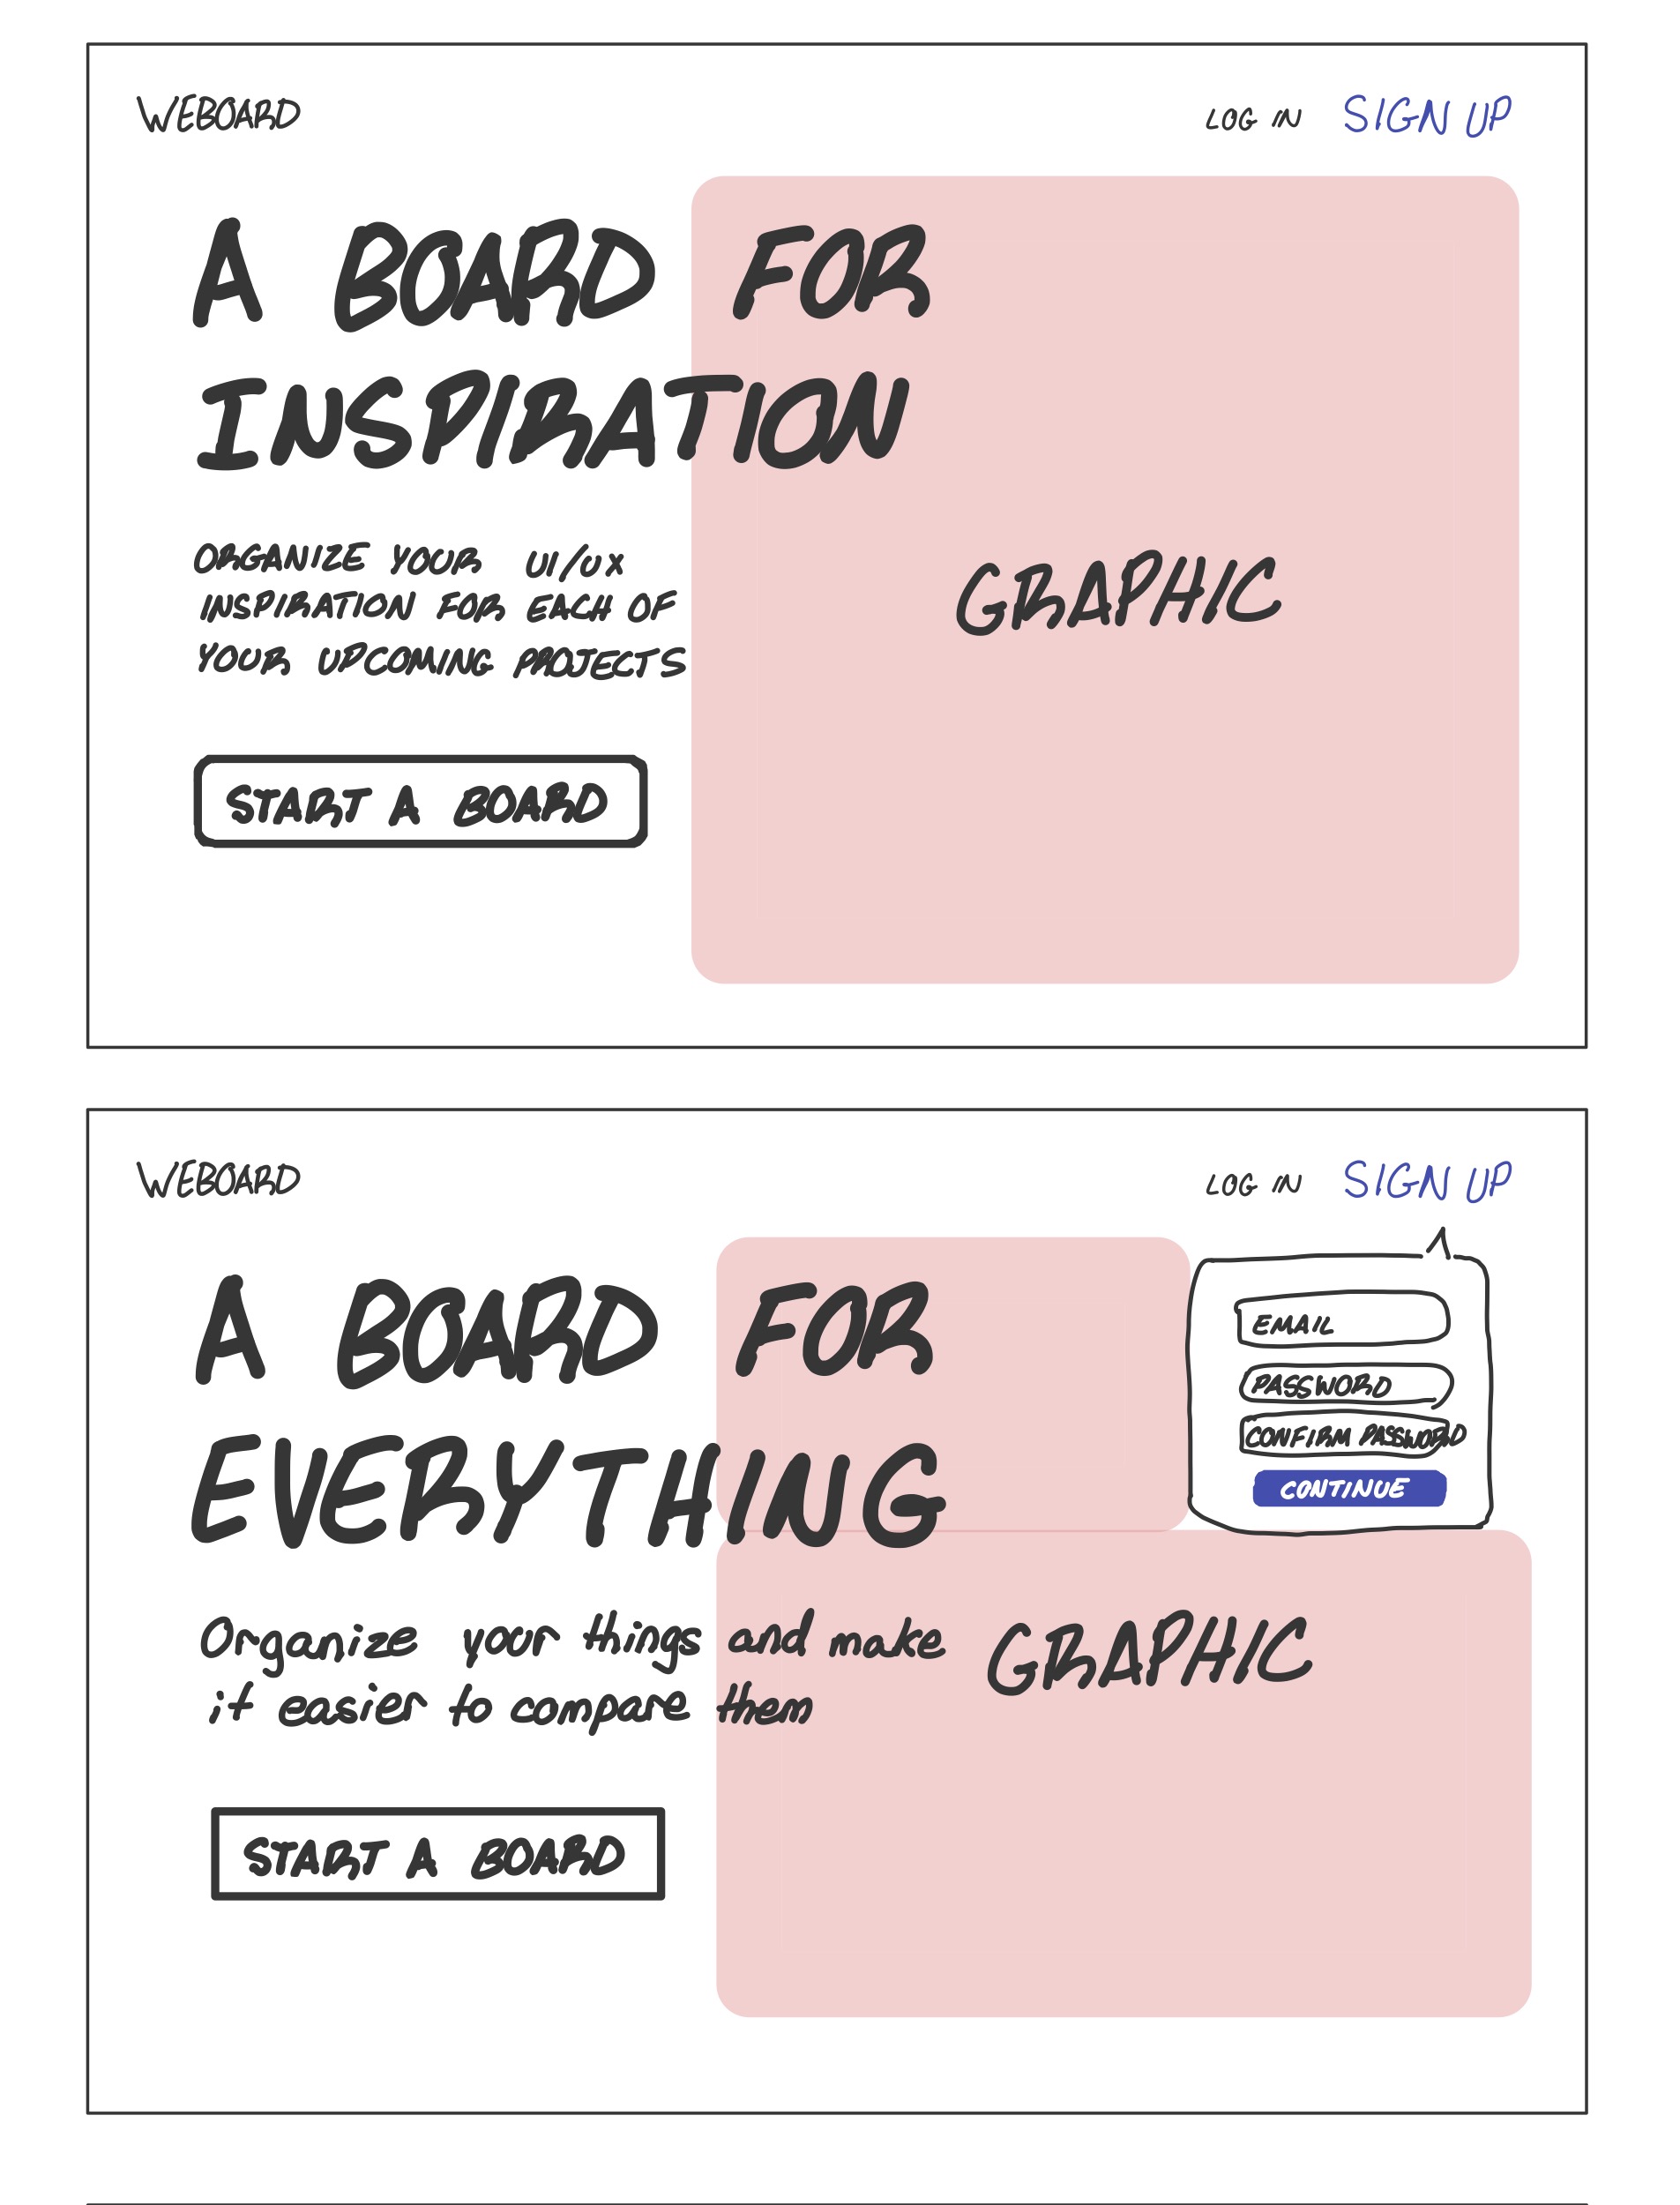 WEBOARD LOG IN SIGN UP
A BOARD FOR
INSPIRATION
ORGANIZE YOUR UI/UX
INSPIRATION FOR EACH OF
YOUR UPCOMING PROJECTS
GRAPHIC
START A BOARD
WEBOARD LOG IN SIGN UP
A BOARD FOR
EVERYTHING
EMAIL
PASSWORD
CONFIRM PASSWORD
CONTINUE
Organize your things and make
it easier to compare them
GRAPHIC
START A BOARD